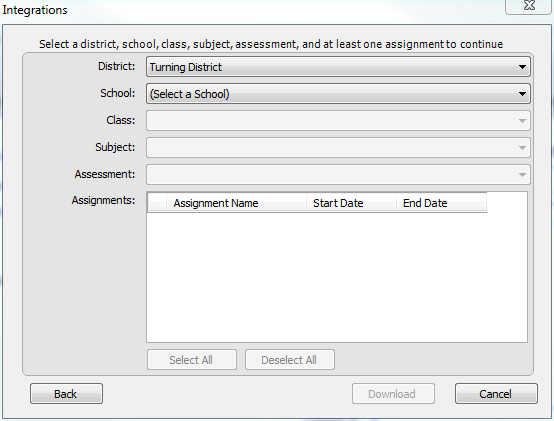 Integrations
Select a district, school, class, subject, assessment, and at least one assignment to continue
District: Turning District
School: (Select a School)
Class:
Subject:
Assessment:
Assignments: Assignment Name Start Date End Date
Select All Deselect All
Back Download Cancel